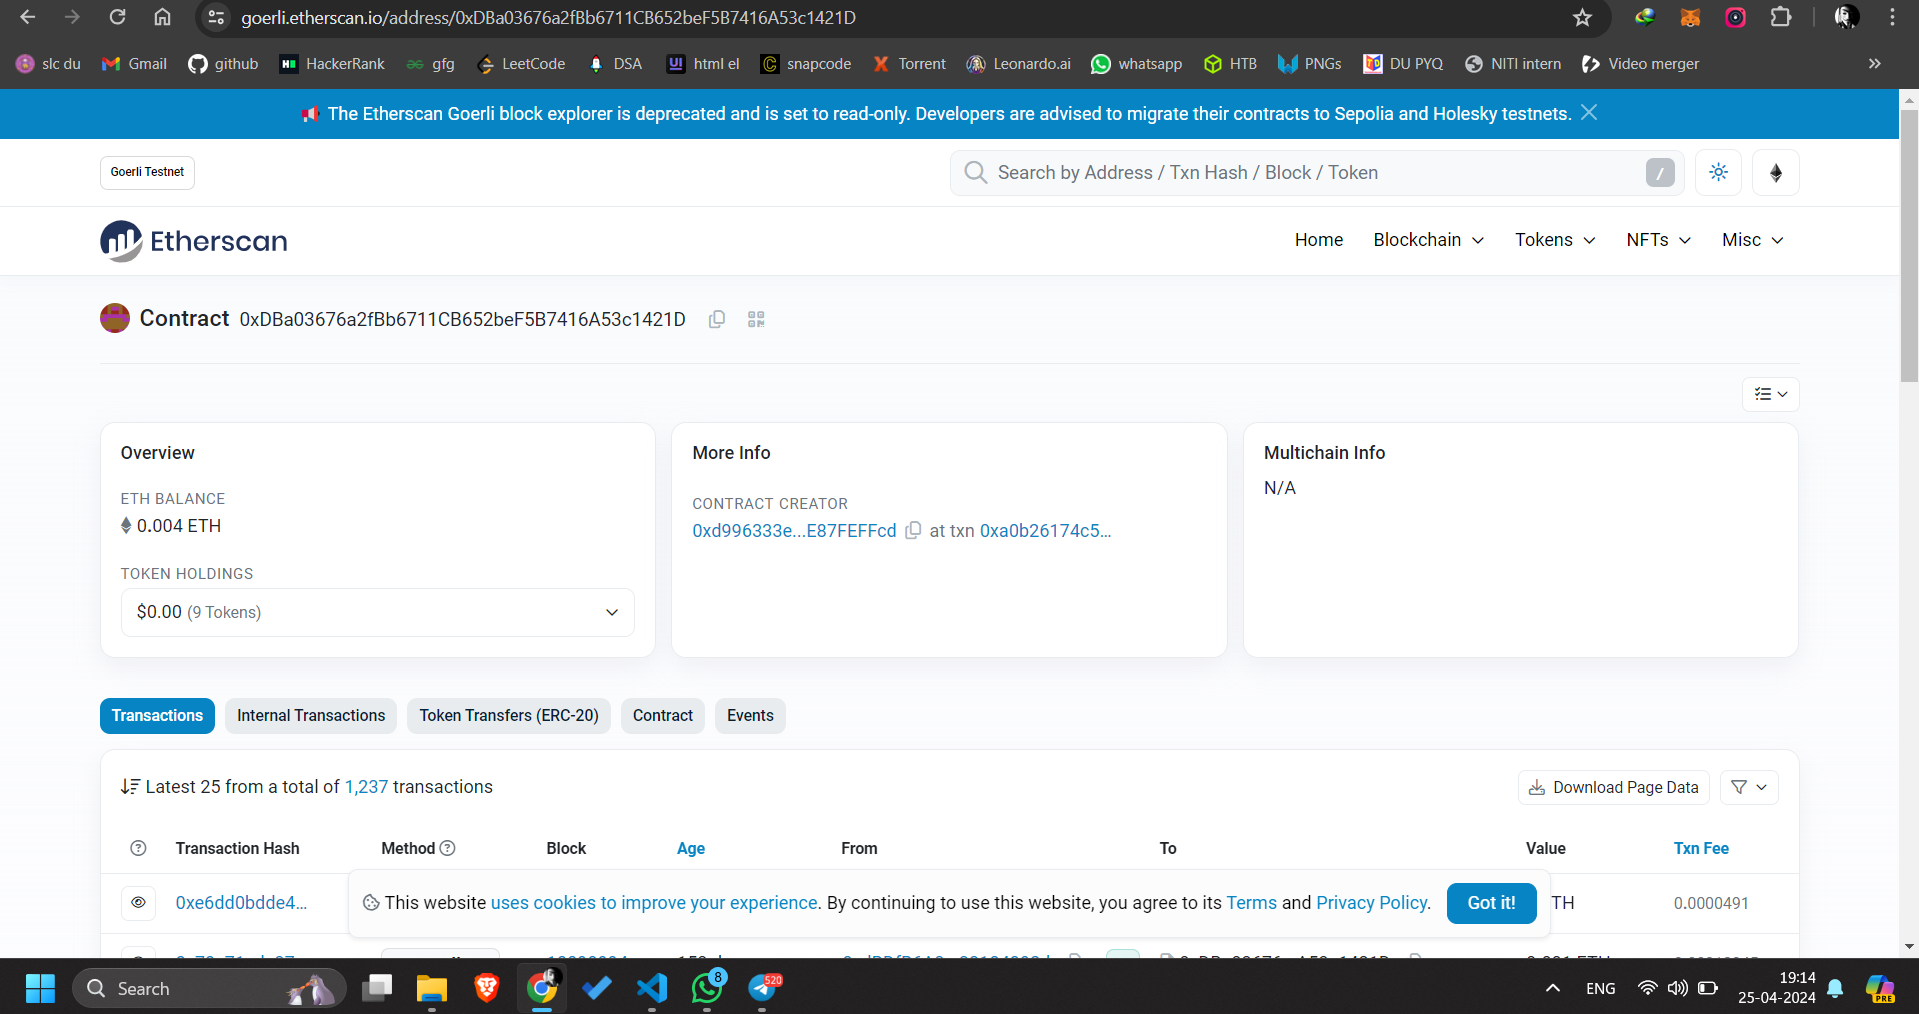 goerli.etherscan.io/address/0xDBa03676a2fBb6711CB652beF5B7416A53c1421D
slc du Gmail github HackerRank gfg LeetCode DSA html el snapcode Torrent Leonardo.ai whatsapp HTB PNGs DU PYQ NITI intern Video merger
The Etherscan Goerli block explorer is deprecated and is set to read-only. Developers are advised to migrate their contracts to Sepolia and Holesky testnets.
Goerli Testnet
Search by Address / Txn Hash / Block / Token /
Etherscan
Home Blockchain Tokens NFTs Misc
Contract 0xDBa03676a2fBb6711CB652beF5B7416A53c1421D
Overview
ETH BALANCE
0.004 ETH
TOKEN HOLDINGS
$0.00 (9 Tokens)
More Info
CONTRACT CREATOR
0xd996333e...E87FEFFcd at txn 0xa0b26174c5...
Multichain Info
N/A
Transactions Internal Transactions Token Transfers (ERC-20) Contract Events
Latest 25 from a total of 1,237 transactions
Download Page Data
Transaction Hash Method Block Age From To Value Txn Fee
0xe6dd0bdde4... TH 0.0000491
This website uses cookies to improve your experience. By continuing to use this website, you agree to its Terms and Privacy Policy. Got it!
Search 8 520 ENG 19:14
25-04-2024
PRE